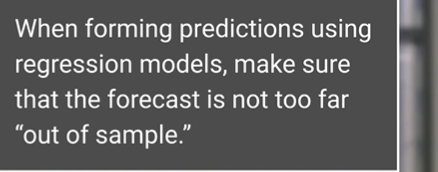 When forming predictions using
regression models, make sure
that the forecast is not too far
“out of sample.”